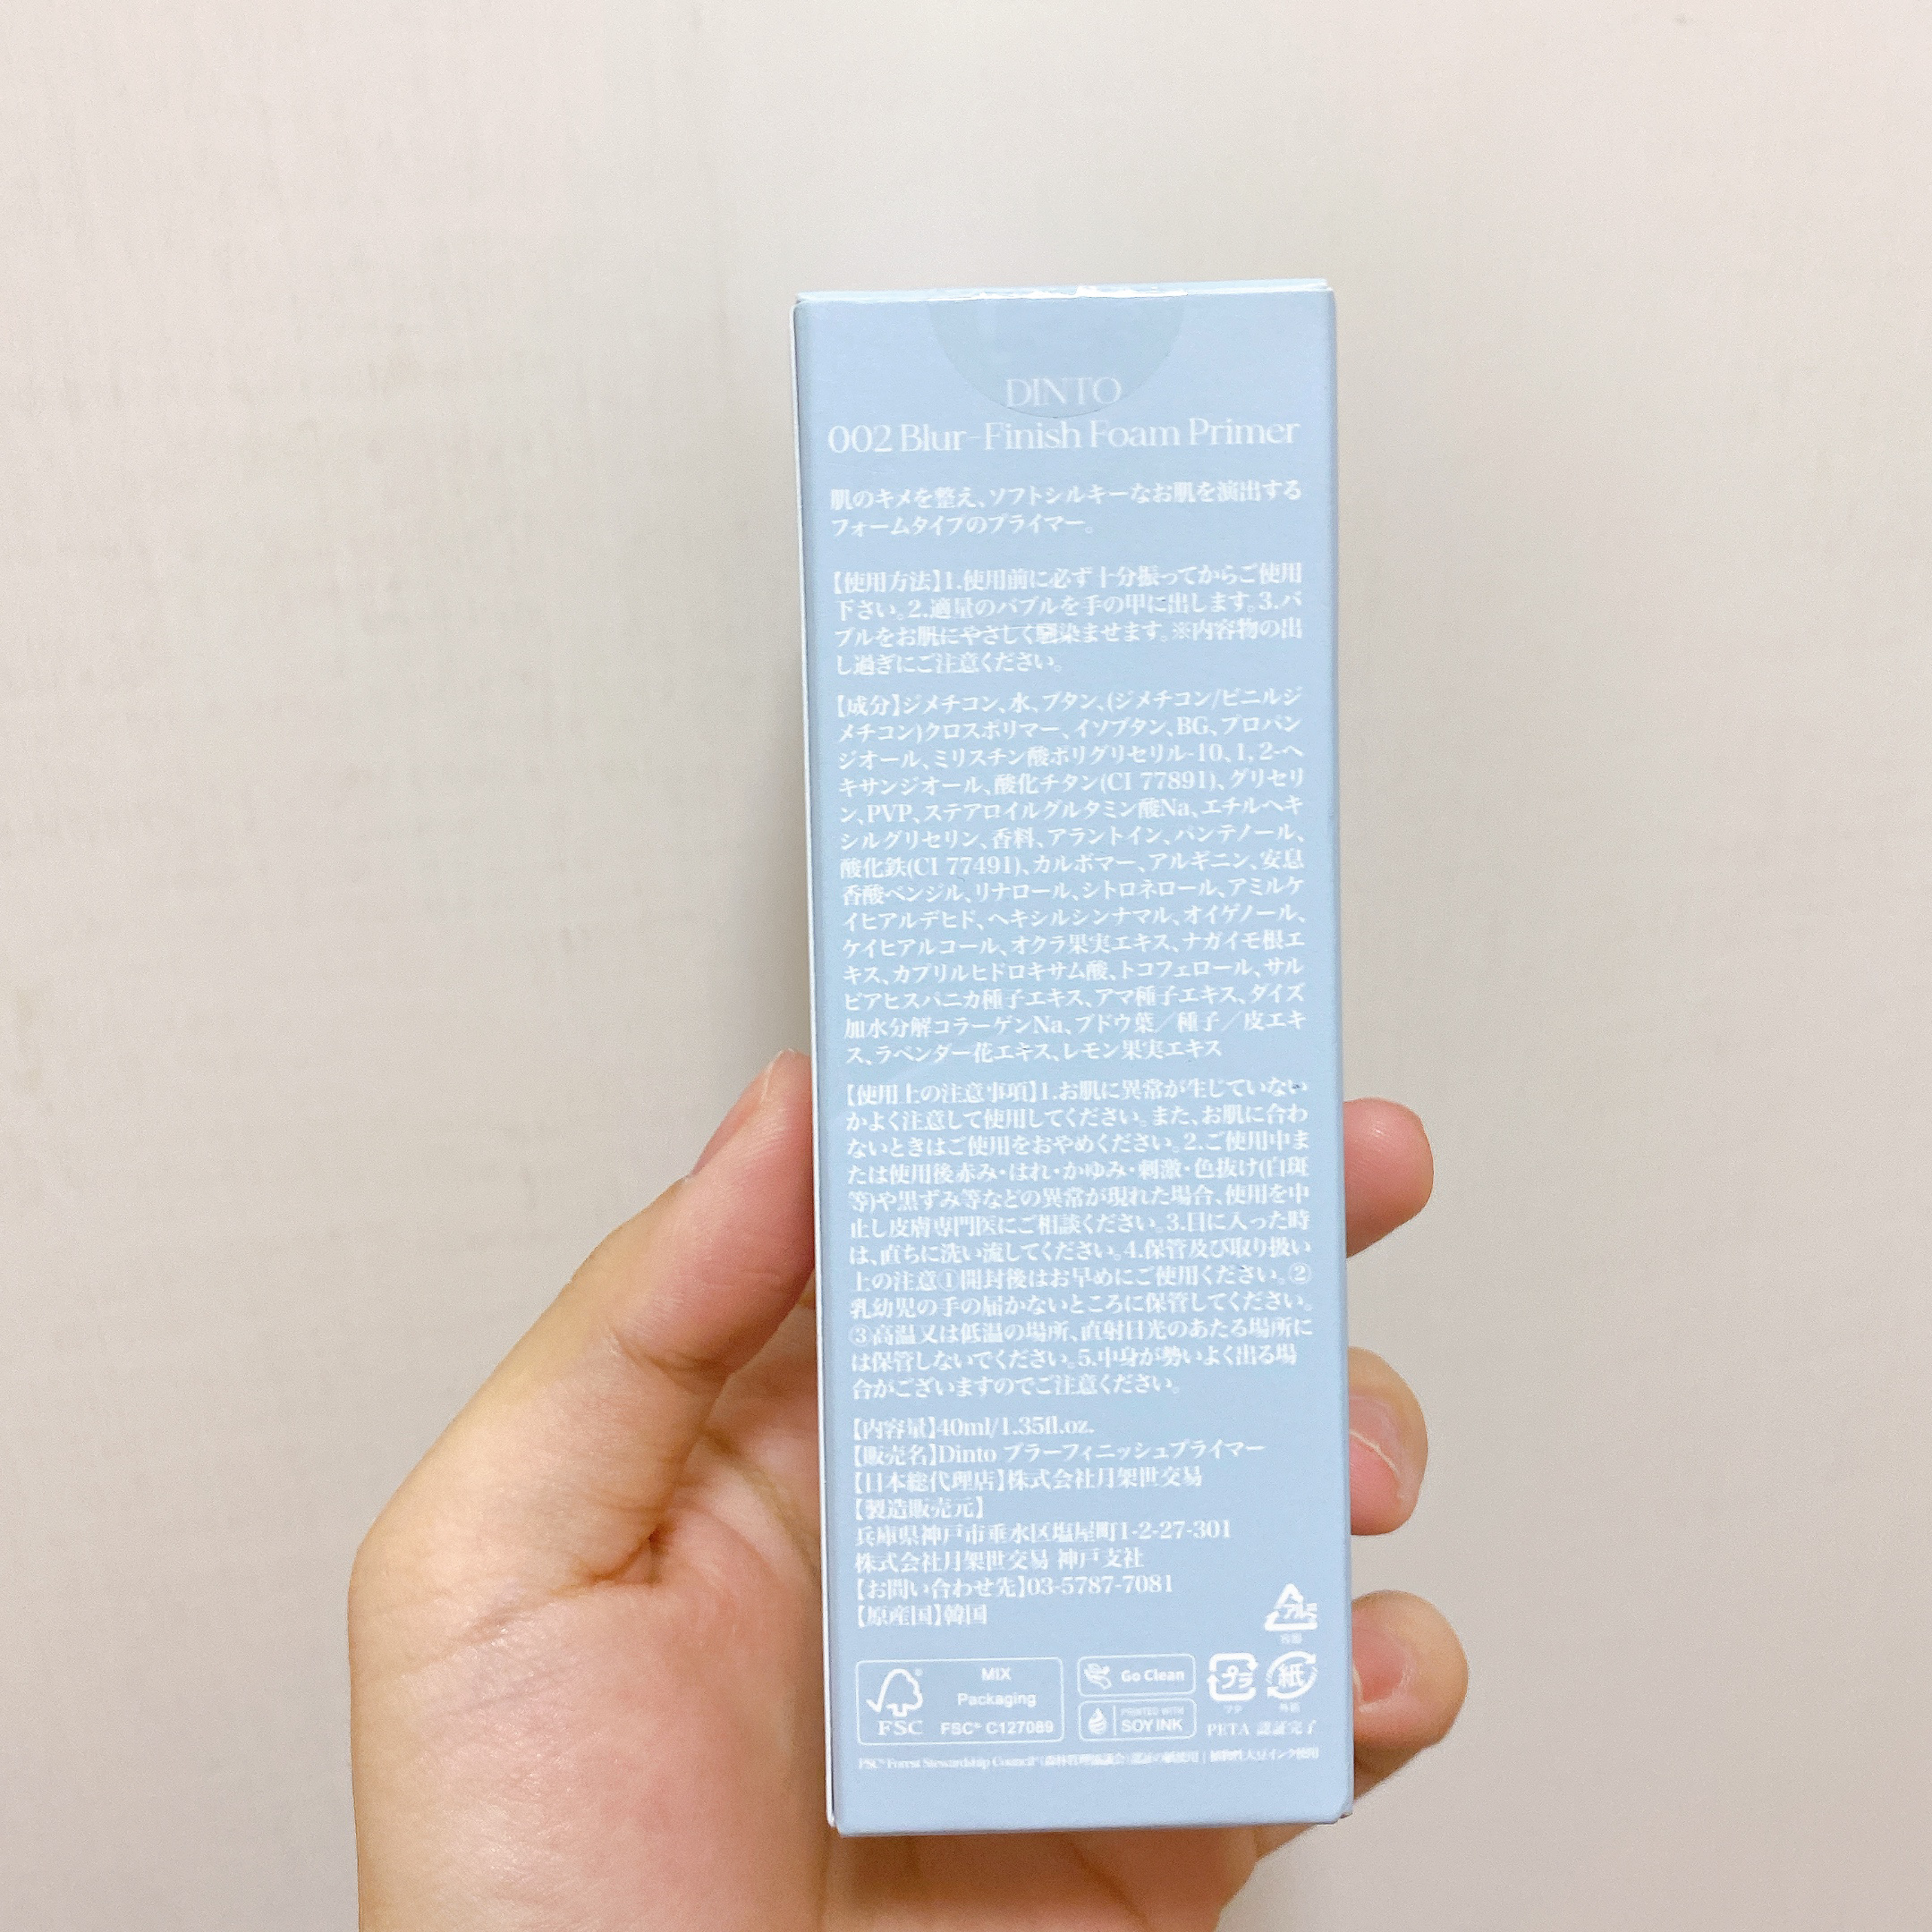 DINTO
002 Blur-Finish Foam Primer
肌のキメを整え、ソフトシルキーなお肌を演出する
フォームタイプのプライマー。
【使用方法】1.使用前に必ず十分振ってからご使用
下さい。2.適量のバブルを手の甲に出します。3.バ
ブルをお肌にやさしく馴染ませます。※内容物の出
し過ぎにご注意ください。
【成分】ジメチコン、水、ブタン、(ジメチコン/ビニルジ
メチコン)クロスポリマー、イソブタン、BG、プロパン
ジオール、ミリスチン酸ポリグリセリル-10、1, 2-ヘ
キサンジオール、酸化チタン(CI 77891)、グリセリ
ン、PVP、ステアロイルグルタミン酸Na、エチルヘキ
シルグリセリン、香料、アラントイン、パンテノール、
酸化鉄(CI 77491)、カルボマー、アルギニン、安息
香酸ベンジル、リナロール、シトロネロール、アミルケ
イヒアルデヒド、ヘキシルシンナマル、オイゲノール、
ケイヒアルコール、オクラ果実エキス、ナガイモ根エ
キス、カプリルヒドロキサム酸、トコフェロール、サル
ビアヒスパニカ種子エキス、アマ種子エキス、ダイズ
加水分解コラーゲンNa、ブドウ葉／種子／皮エキ
ス、ラベンダー花エキス、レモン果実エキス
【使用上の注意事項】1.お肌に異常が生じていない
かよく注意して使用してください。また、お肌に合わ
ないときはご使用をおやめください。2.ご使用中ま
たは使用後赤み・はれ・かゆみ・刺激・色抜け(白斑
等)や黒ずみ等などの異常が現れた場合、使用を中
止し皮膚専門医にご相談ください。3.目に入った時
は、直ちに洗い流してください。4.保管及び取り扱い
上の注意①開封後はお早めにご使用ください。②
乳幼児の手の届かないところに保管してください。
③高温又は低温の場所、直射日光のあたる場所に
は保管しないでください。5.中身が勢いよく出る場
合がございますのでご注意ください。
【内容量】40ml/1.35fl.oz.
【販売名】Dinto ブラーフィニッシュプライマー
【日本総代理店】株式会社月架世交易
【製造販売元】
兵庫県神戸市垂水区塩屋町1-2-27-301
株式会社月架世交易 神戸支社
【お問い合わせ先】03-5787-7081
【原産国】韓国
アルミ
容器
FSC®
MIX
Packaging
FSC® C127089
Go Clean
PRINTED WITH
SOY INK
プラ
紙
外箱
PETA 認証完了
FSC® Forest Stewardship Council® (森林管理協議会)認証の紙使用 | 植物性大豆インク使用